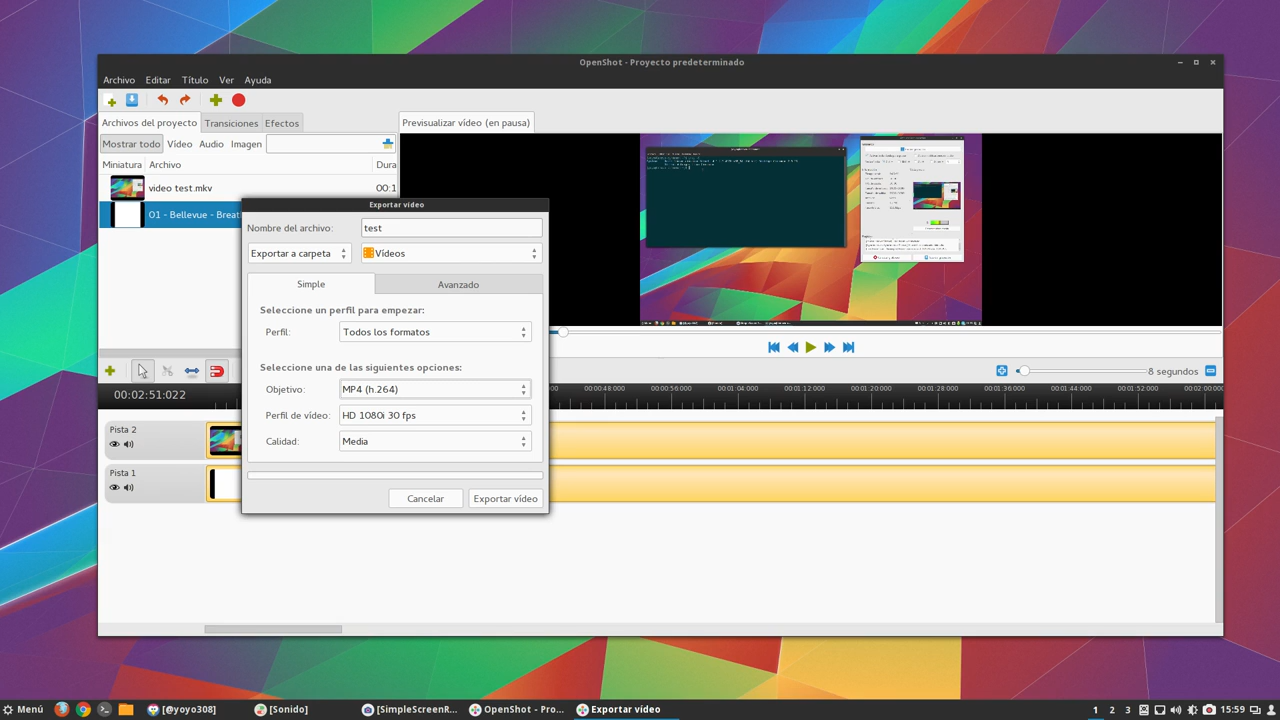 OpenShot - Proyecto predeterminado
Archivo Editar Título Ver Ayuda
Archivos del proyecto Transiciones Efectos
Previsualizar vídeo (en pausa)
Mostrar todo Vídeo Audio Imagen
Miniatura Archivo Dura
video test.mkv 00:1
01 - Bellevue - Breat
Exportar vídeo
Nombre del archivo: test
Exportar a carpeta Vídeos
Simple Avanzado
Seleccione un perfil para empezar:
Perfil: Todos los formatos
Seleccione una de las siguientes opciones:
Objetivo: MP4 (h.264)
Perfil de vídeo: HD 1080i 30 fps
Calidad: Media
Cancelar Exportar vídeo
8 segundos
00:02:51:022
00:00:48:000 00:00:56:000 00:01:04:000 00:01:12:000 00:01:20:000 00:01:28:000 00:01:36:000 00:01:44:000 00:01:52:000 00:02:00:000
Pista 2
Pista 1
Menú [@yoyo308] [Sonido] [SimpleScreenR... OpenShot - Pro... Exportar vídeo 1 2 3 15:59